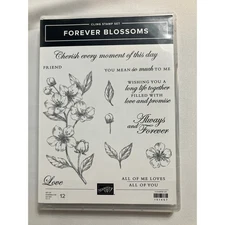 CLING STAMP SET
FOREVER BLOSSOMS
Cherish every moment of this day
FRIEND
YOU MEAN so much TO ME
WISHING YOU A
long life together
FILLED WITH
love and promise
Always
and
Forever
Love
ALL OF ME LOVES
ALL OF YOU
12